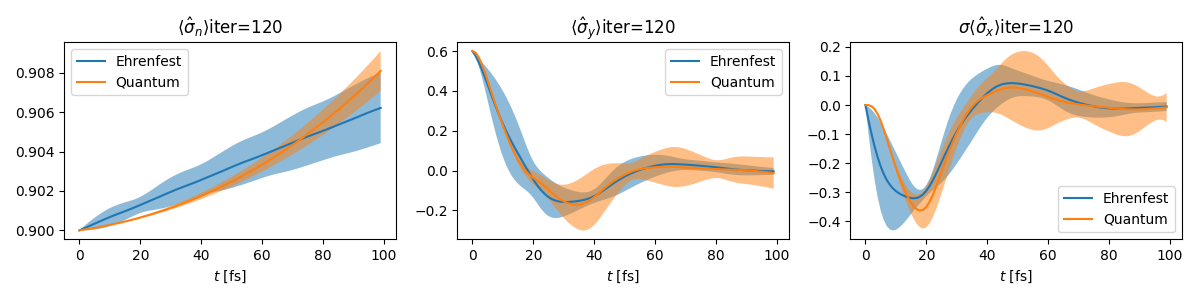 ⟨σ̂ₙ⟩iter=120
0.908
0.906
0.904
0.902
0.900
Ehrenfest
Quantum
0 20 40 60 80 100
t [fs]
⟨σ̂ᵧ⟩iter=120
0.6
0.4
0.2
0.0
−0.2
Ehrenfest
Quantum
0 20 40 60 80 100
t [fs]
σ⟨σ̂ₓ⟩iter=120
0.2
0.1
0.0
−0.1
−0.2
−0.3
−0.4
Ehrenfest
Quantum
0 20 40 60 80 100
t [fs]